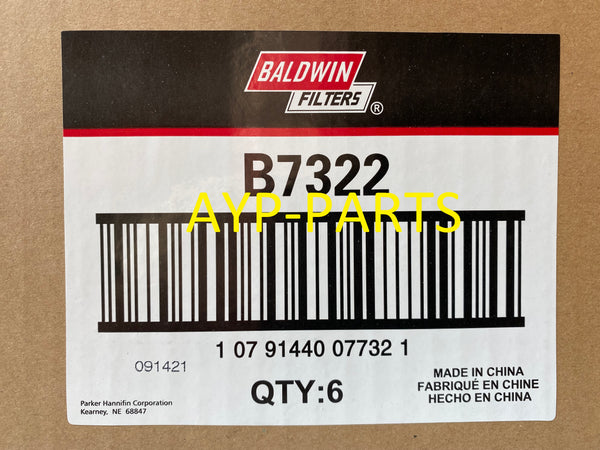 BALDWIN
FILTERS®
B7322
AYP-PARTS
1 07 91440 07732 1
091421
QTY:6
MADE IN CHINA
FABRIQUÉ EN CHINE
HECHO EN CHINA
Parker Hannifin Corporation
Kearney, NE 68847